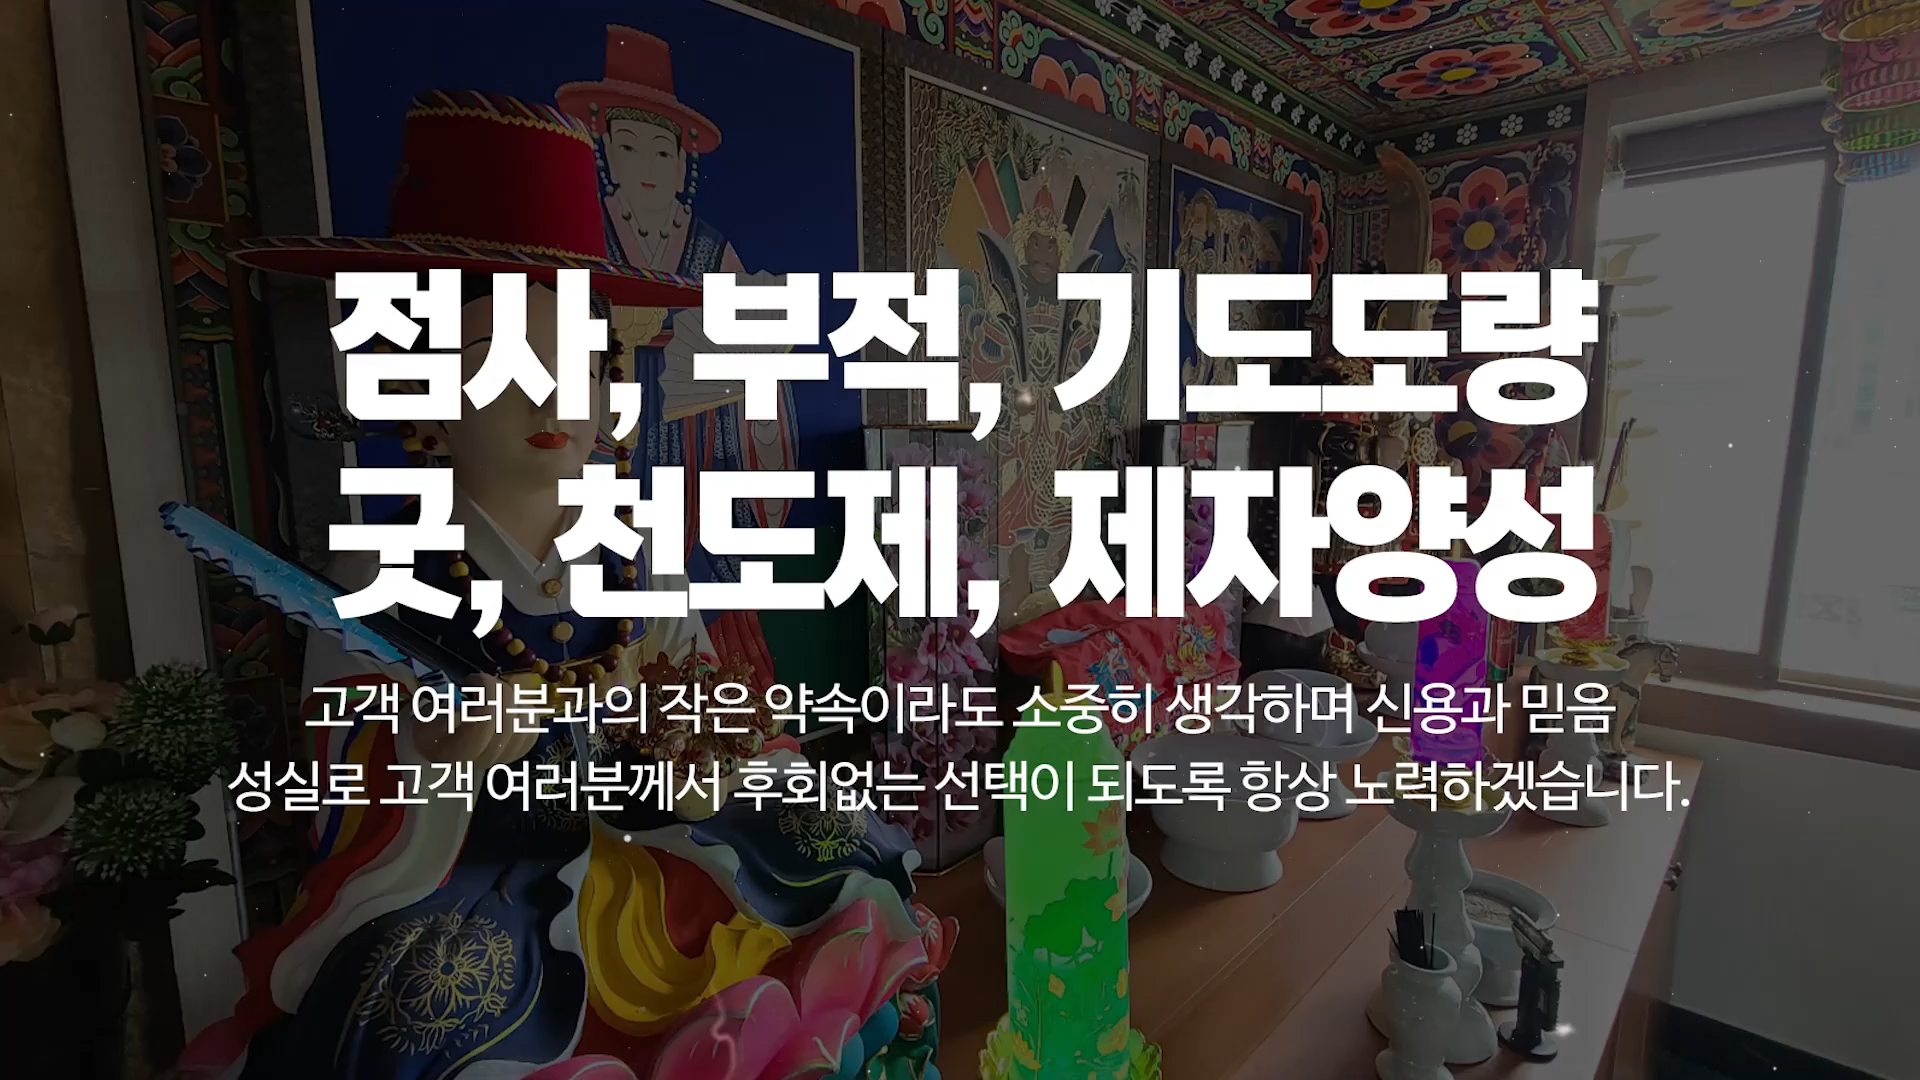 점사, 부적, 기도도량
굿, 천도제, 제자양성
고객 여러분과의 작은 약속이라도 소중히 생각하며 신용과 믿음
성실로 고객 여러분께서 후회없는 선택이 되도록 항상 노력하겠습니다.